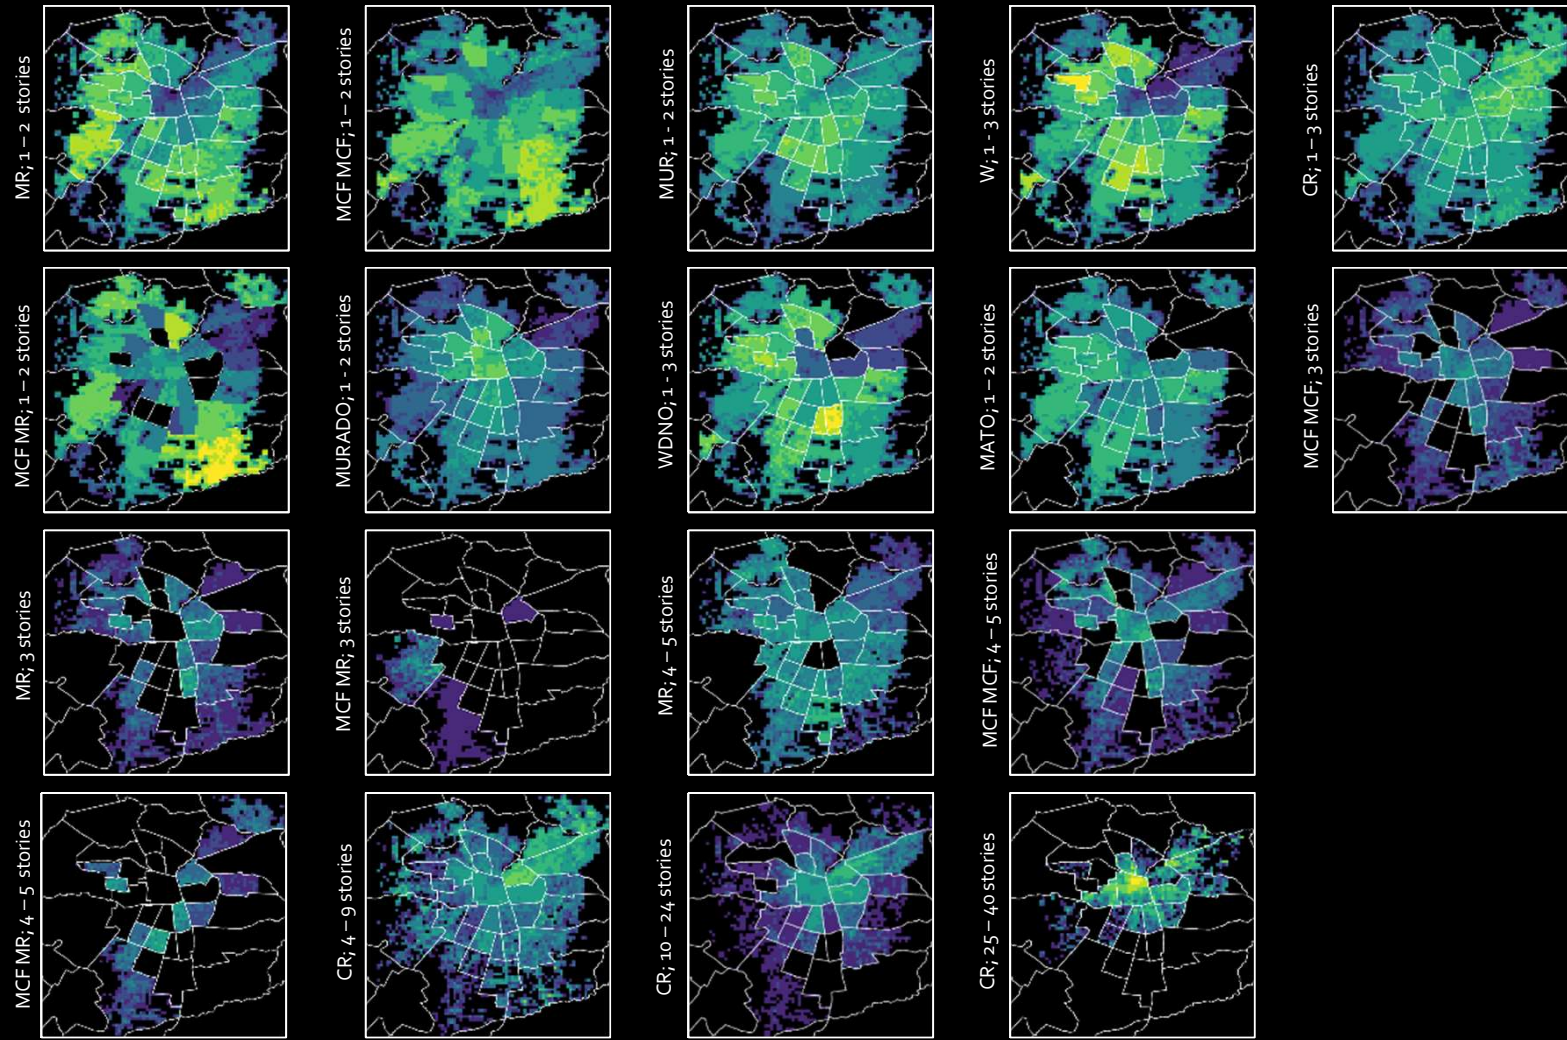 MR; 1 – 2 stories
MCF MCF; 1 – 2 stories
MUR; 1 - 2 stories
W; 1 - 3 stories
CR; 1 – 3 stories
MCF MR; 1 – 2 stories
MURADO; 1 - 2 stories
WDNO; 1 - 3 stories
MATO; 1 – 2 stories
MCF MCF; 3 stories
MR; 3 stories
MCF MR; 3 stories
MR; 4 – 5 stories
MCF MCF; 4 – 5 stories
MCF MR; 4 – 5 stories
CR; 4 – 9 stories
CR; 10 – 24 stories
CR; 25 – 40 stories